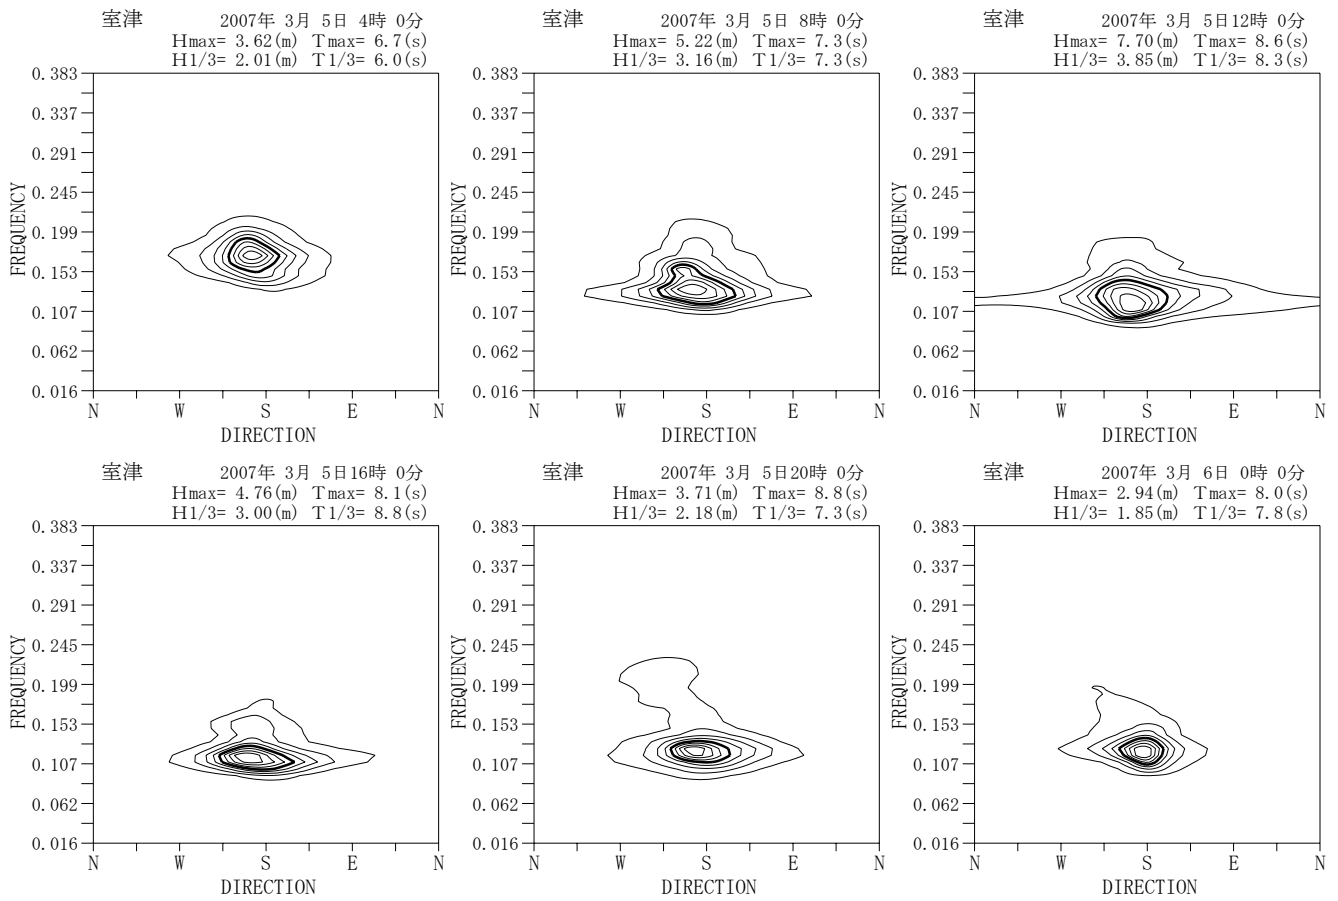 室津 2007年 3月 5日 4時 0分
Hmax= 3.62(m) Tmax= 6.7(s)
H1/3= 2.01(m) T1/3= 6.0(s)
0.383
0.337
0.291
0.245
0.199
0.153
0.107
0.062
0.016
FREQUENCY
N W S E N
DIRECTION
室津 2007年 3月 5日 8時 0分
Hmax= 5.22(m) Tmax= 7.3(s)
H1/3= 3.16(m) T1/3= 7.3(s)
0.383
0.337
0.291
0.245
0.199
0.153
0.107
0.062
0.016
FREQUENCY
N W S E N
DIRECTION
室津 2007年 3月 5日12時 0分
Hmax= 7.70(m) Tmax= 8.6(s)
H1/3= 3.85(m) T1/3= 8.3(s)
0.383
0.337
0.291
0.245
0.199
0.153
0.107
0.062
0.016
FREQUENCY
N W S E N
DIRECTION
室津 2007年 3月 5日16時 0分
Hmax= 4.76(m) Tmax= 8.1(s)
H1/3= 3.00(m) T1/3= 8.8(s)
0.383
0.337
0.291
0.245
0.199
0.153
0.107
0.062
0.016
FREQUENCY
N W S E N
DIRECTION
室津 2007年 3月 5日20時 0分
Hmax= 3.71(m) Tmax= 8.8(s)
H1/3= 2.18(m) T1/3= 7.3(s)
0.383
0.337
0.291
0.245
0.199
0.153
0.107
0.062
0.016
FREQUENCY
N W S E N
DIRECTION
室津 2007年 3月 6日 0時 0分
Hmax= 2.94(m) Tmax= 8.0(s)
H1/3= 1.85(m) T1/3= 7.8(s)
0.383
0.337
0.291
0.245
0.199
0.153
0.107
0.062
0.016
FREQUENCY
N W S E N
DIRECTION